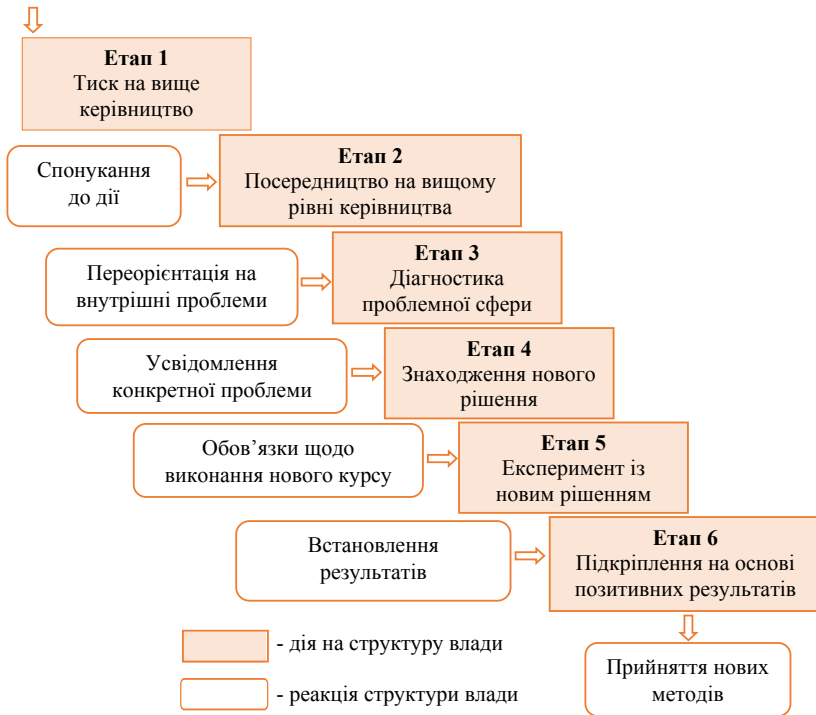 Етап 1
Тиск на вище
керівництво
Спонукання
до дії
Етап 2
Посередництво на вищому
рівні керівництва
Переорієнтація на
внутрішні проблеми
Етап 3
Діагностика
проблемної сфери
Усвідомлення
конкретної проблеми
Етап 4
Знаходження нового
рішення
Обов’язки щодо
виконання нового курсу
Етап 5
Експеримент із
новим рішенням
Встановлення
результатів
Етап 6
Підкріплення на основі
позитивних результатів
- дія на структуру влади
- реакція структури влади
Прийняття нових
методів